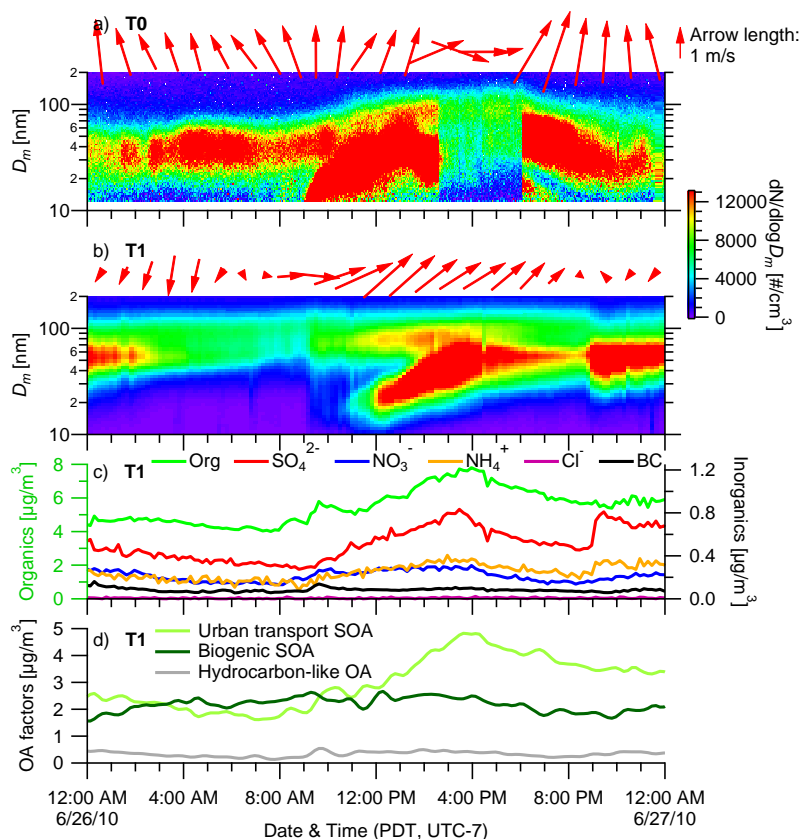 a) T0
Arrow length:
1 m/s
2
100
6
4
2
10
Dm [nm]
12000
8000
4000
0
dN/dlogDm [#/cm³]
b) T1
2
100
6
4
2
10
Dm [nm]
Org SO₄²⁻ NO₃⁻ NH₄⁺ Cl⁻ BC
c) T1
8
6
4
2
0
Organics [µg/m³]
1.2
0.8
0.4
0.0
Inorganics [µg/m³]
d) T1
Urban transport SOA
Biogenic SOA
Hydrocarbon-like OA
5
4
3
2
1
0
OA factors [µg/m³]
12:00 AM 4:00 AM 8:00 AM 12:00 PM 4:00 PM 8:00 PM 12:00 AM
6/26/10 6/27/10
Date & Time (PDT, UTC-7)